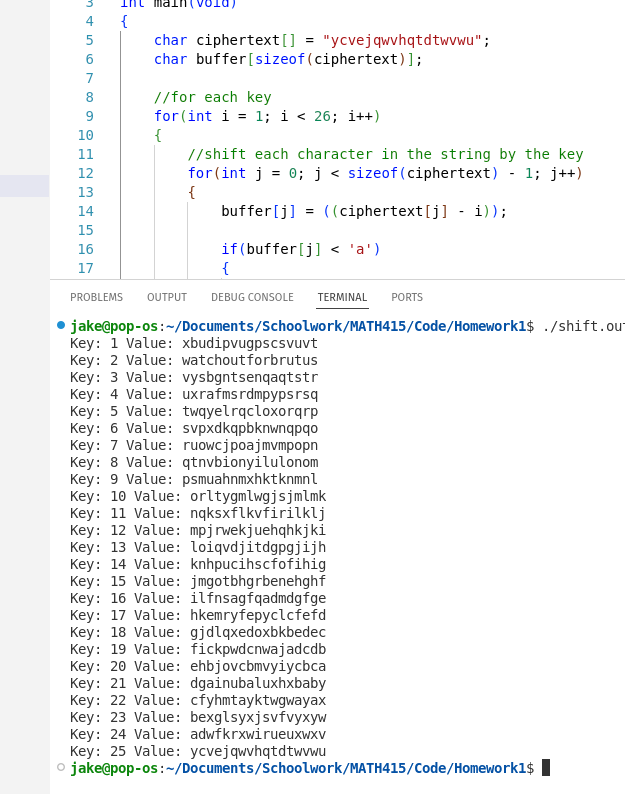 3 int main(void)
4 {
5 char ciphertext[] = "ycvejqwvhqtdtwvwu";
6 char buffer[sizeof(ciphertext)];
7
8 //for each key
9 for(int i = 1; i < 26; i++)
10 {
11 //shift each character in the string by the key
12 for(int j = 0; j < sizeof(ciphertext) - 1; j++)
13 {
14 buffer[j] = ((ciphertext[j] - i));
15
16 if(buffer[j] < 'a')
17 {
PROBLEMS OUTPUT DEBUG CONSOLE TERMINAL PORTS
jake@pop-os:~/Documents/Schoolwork/MATH415/Code/Homework1$ ./shift.out
Key: 1 Value: xbudipvugpscsvuvt
Key: 2 Value: watchoutforbrutus
Key: 3 Value: vysbgntsenqaqtstr
Key: 4 Value: uxrafmsrdmpypsrsq
Key: 5 Value: twqyelrqcloxorqrp
Key: 6 Value: svpxdkqpbknwnqpqo
Key: 7 Value: ruowcjpoajmvmpopn
Key: 8 Value: qtnvbionyilulonom
Key: 9 Value: psmuahnmxhktknmnl
Key: 10 Value: orltygmlwgjsjmlmk
Key: 11 Value: nqksxflkvfirilklj
Key: 12 Value: mpjrwekjuehqhkjki
Key: 13 Value: loiqvdjitdgpgjijh
Key: 14 Value: knhpucihscfofihig
Key: 15 Value: jmgotbhgrbenehghf
Key: 16 Value: ilfnsagfqadmdgfge
Key: 17 Value: hkemryfepyclcfefd
Key: 18 Value: gjdlqxedoxbkbedec
Key: 19 Value: fickpwdcnwajadcdb
Key: 20 Value: ehbjovcbmvyiycbca
Key: 21 Value: dgainubaluxhxbaby
Key: 22 Value: cfyhmtayktwgwayax
Key: 23 Value: bexglsyxjsvfvyxyw
Key: 24 Value: adwfkrxwirueuxwxv
Key: 25 Value: ycvejqwvhqtdtwvwu
jake@pop-os:~/Documents/Schoolwork/MATH415/Code/Homework1$